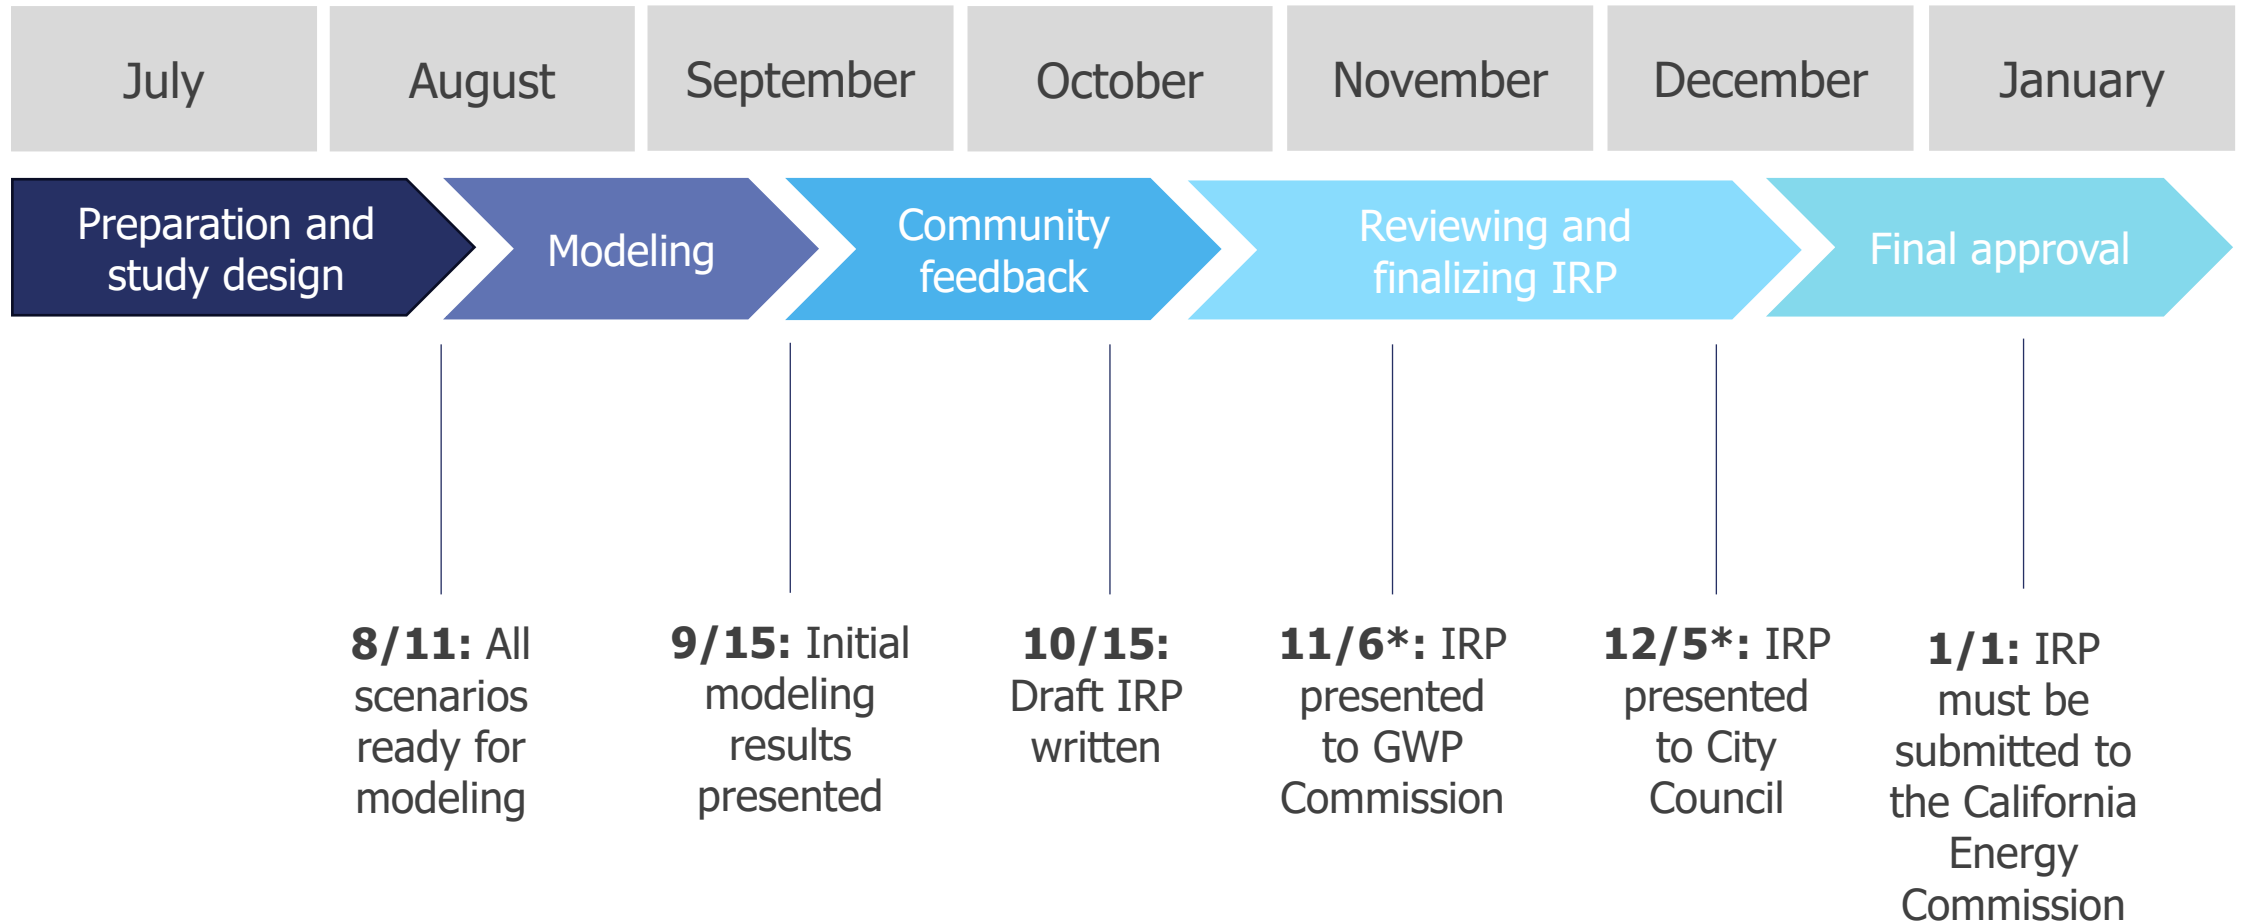 July
August
September
October
November
December
January
Preparation and
study design
Modeling
Community
feedback
Reviewing and
finalizing IRP
Final approval
8/11: All
scenarios
ready for
modeling
9/15: Initial
modeling
results
presented
10/15:
Draft IRP
written
11/6*: IRP
presented
to GWP
Commission
12/5*: IRP
presented
to City
Council
1/1: IRP
must be
submitted to
the California
Energy
Commission